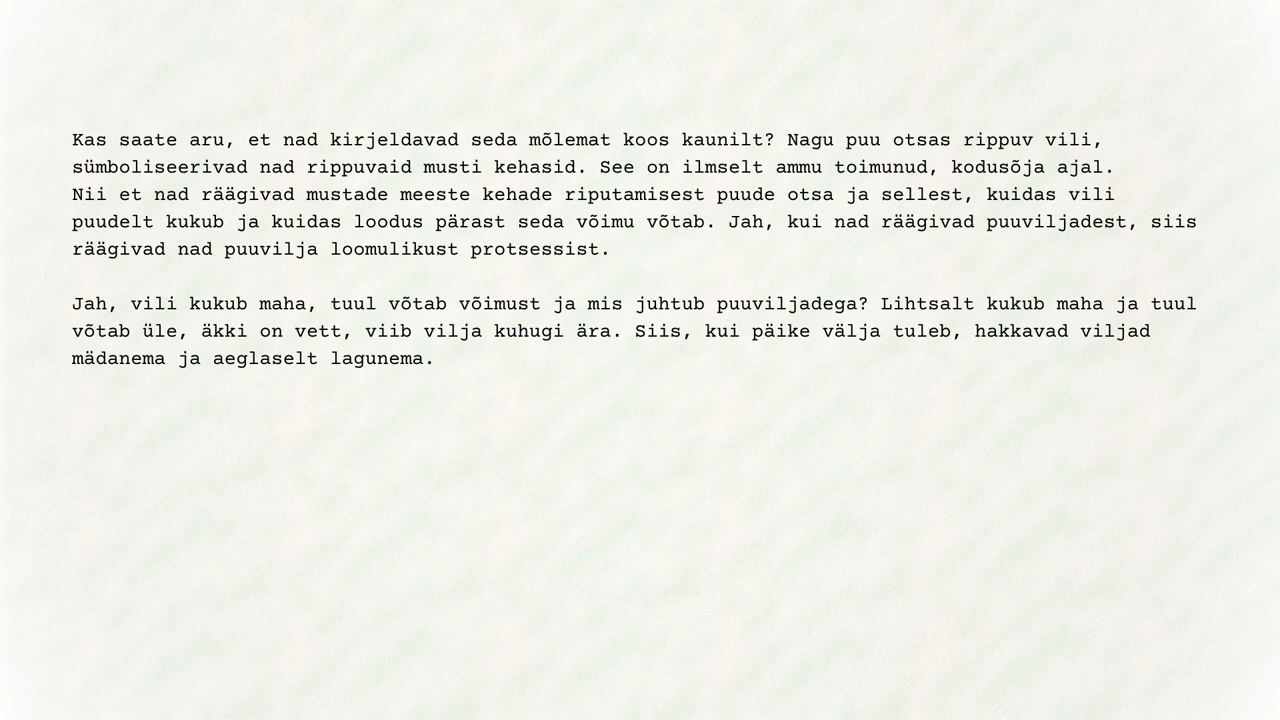 Kas saate aru, et nad kirjeldavad seda mõlemat koos kaunilt? Nagu puu otsas rippuv vili,
sümboliseerivad nad rippuvaid musti kehasid. See on ilmselt ammu toimunud, kodusõja ajal.
Nii et nad räägivad mustade meeste kehade riputamisest puude otsa ja sellest, kuidas vili
puudelt kukub ja kuidas loodus pärast seda võimu võtab. Jah, kui nad räägivad puuviljadest, siis
räägivad nad puuvilja loomulikust protsessist.
Jah, vili kukub maha, tuul võtab võimust ja mis juhtub puuviljadega? Lihtsalt kukub maha ja tuul
võtab üle, äkki on vett, viib vilja kuhugi ära. Siis, kui päike välja tuleb, hakkavad viljad
mädanema ja aeglaselt lagunema.